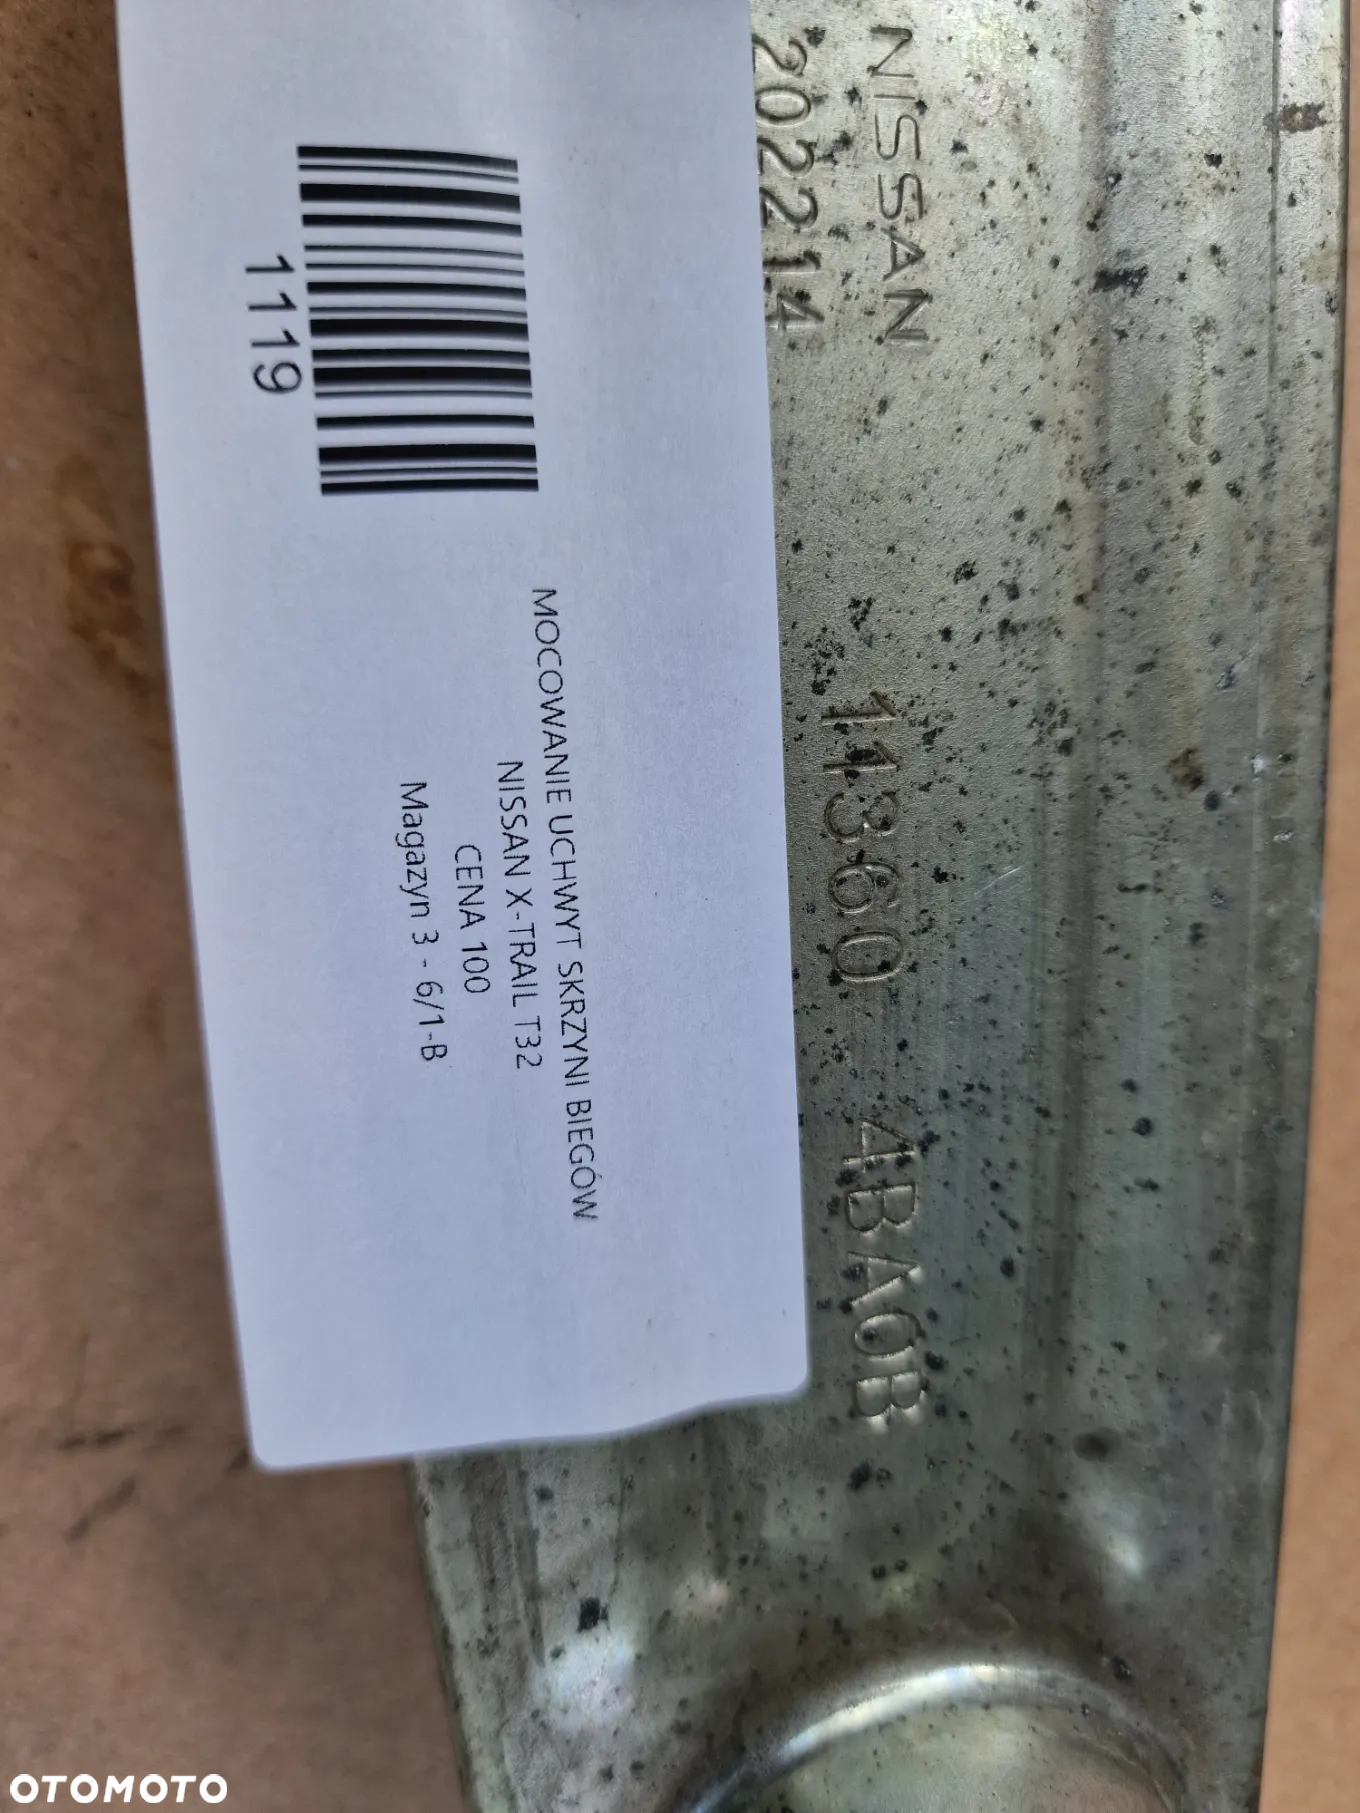 NISSAN
202214
11360 4BA0B
MOCOWANIE UCHWYT SKRZYNI BIEGÓW
NISSAN X-TRAIL T32
CENA 100
Magazyn 3 - 6/1-B
1119
OTOMOTO